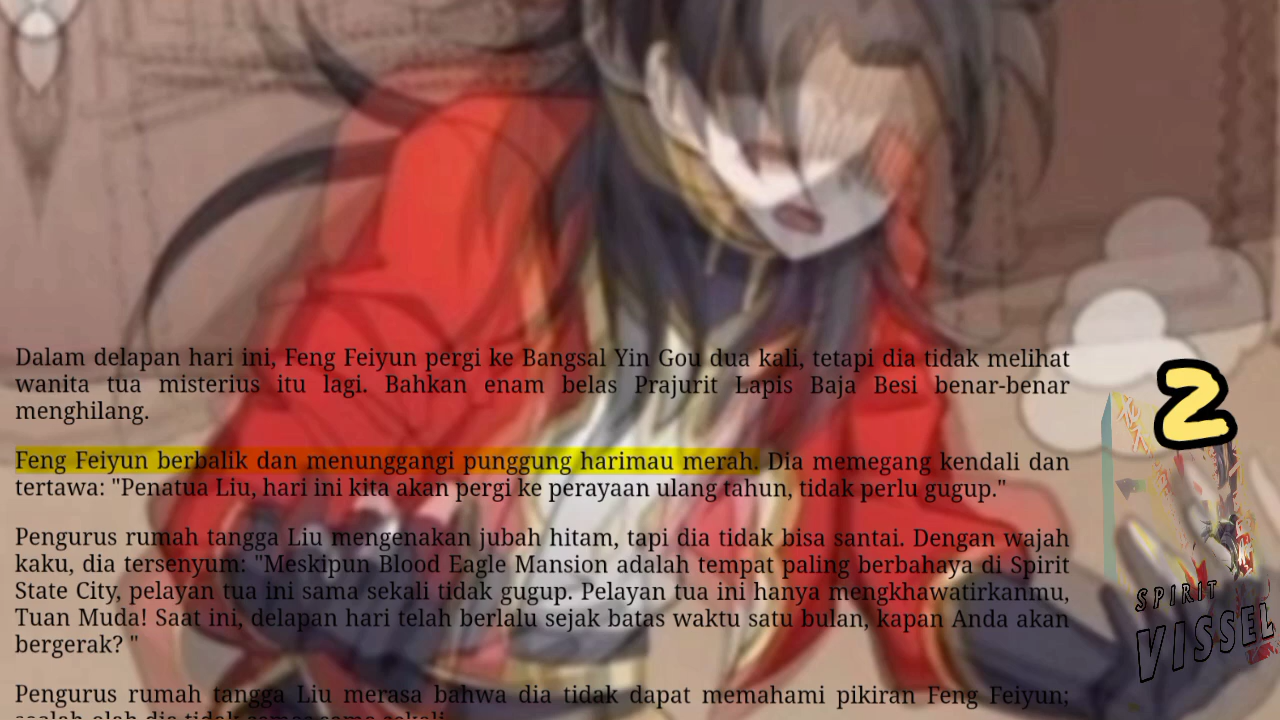 Dalam delapan hari ini, Feng Feiyun pergi ke Bangsal Yin Gou dua kali, tetapi dia tidak melihat
wanita tua misterius itu lagi. Bahkan enam belas Prajurit Lapis Baja Besi benar-benar
menghilang.
Feng Feiyun berbalik dan menunggangi punggung harimau merah. Dia memegang kendali dan
tertawa: "Penatua Liu, hari ini kita akan pergi ke perayaan ulang tahun, tidak perlu gugup."
Pengurus rumah tangga Liu mengenakan jubah hitam, tapi dia tidak bisa santai. Dengan wajah
kaku, dia tersenyum: "Meskipun Blood Eagle Mansion adalah tempat paling berbahaya di Spirit
State City, pelayan tua ini sama sekali tidak gugup. Pelayan tua ini hanya mengkhawatirkanmu,
Tuan Muda! Saat ini, delapan hari telah berlalu sejak batas waktu satu bulan, kapan Anda akan
bergerak? "
Pengurus rumah tangga Liu merasa bahwa dia tidak dapat memahami pikiran Feng Feiyun;
2
SPIRIT
VISSEL